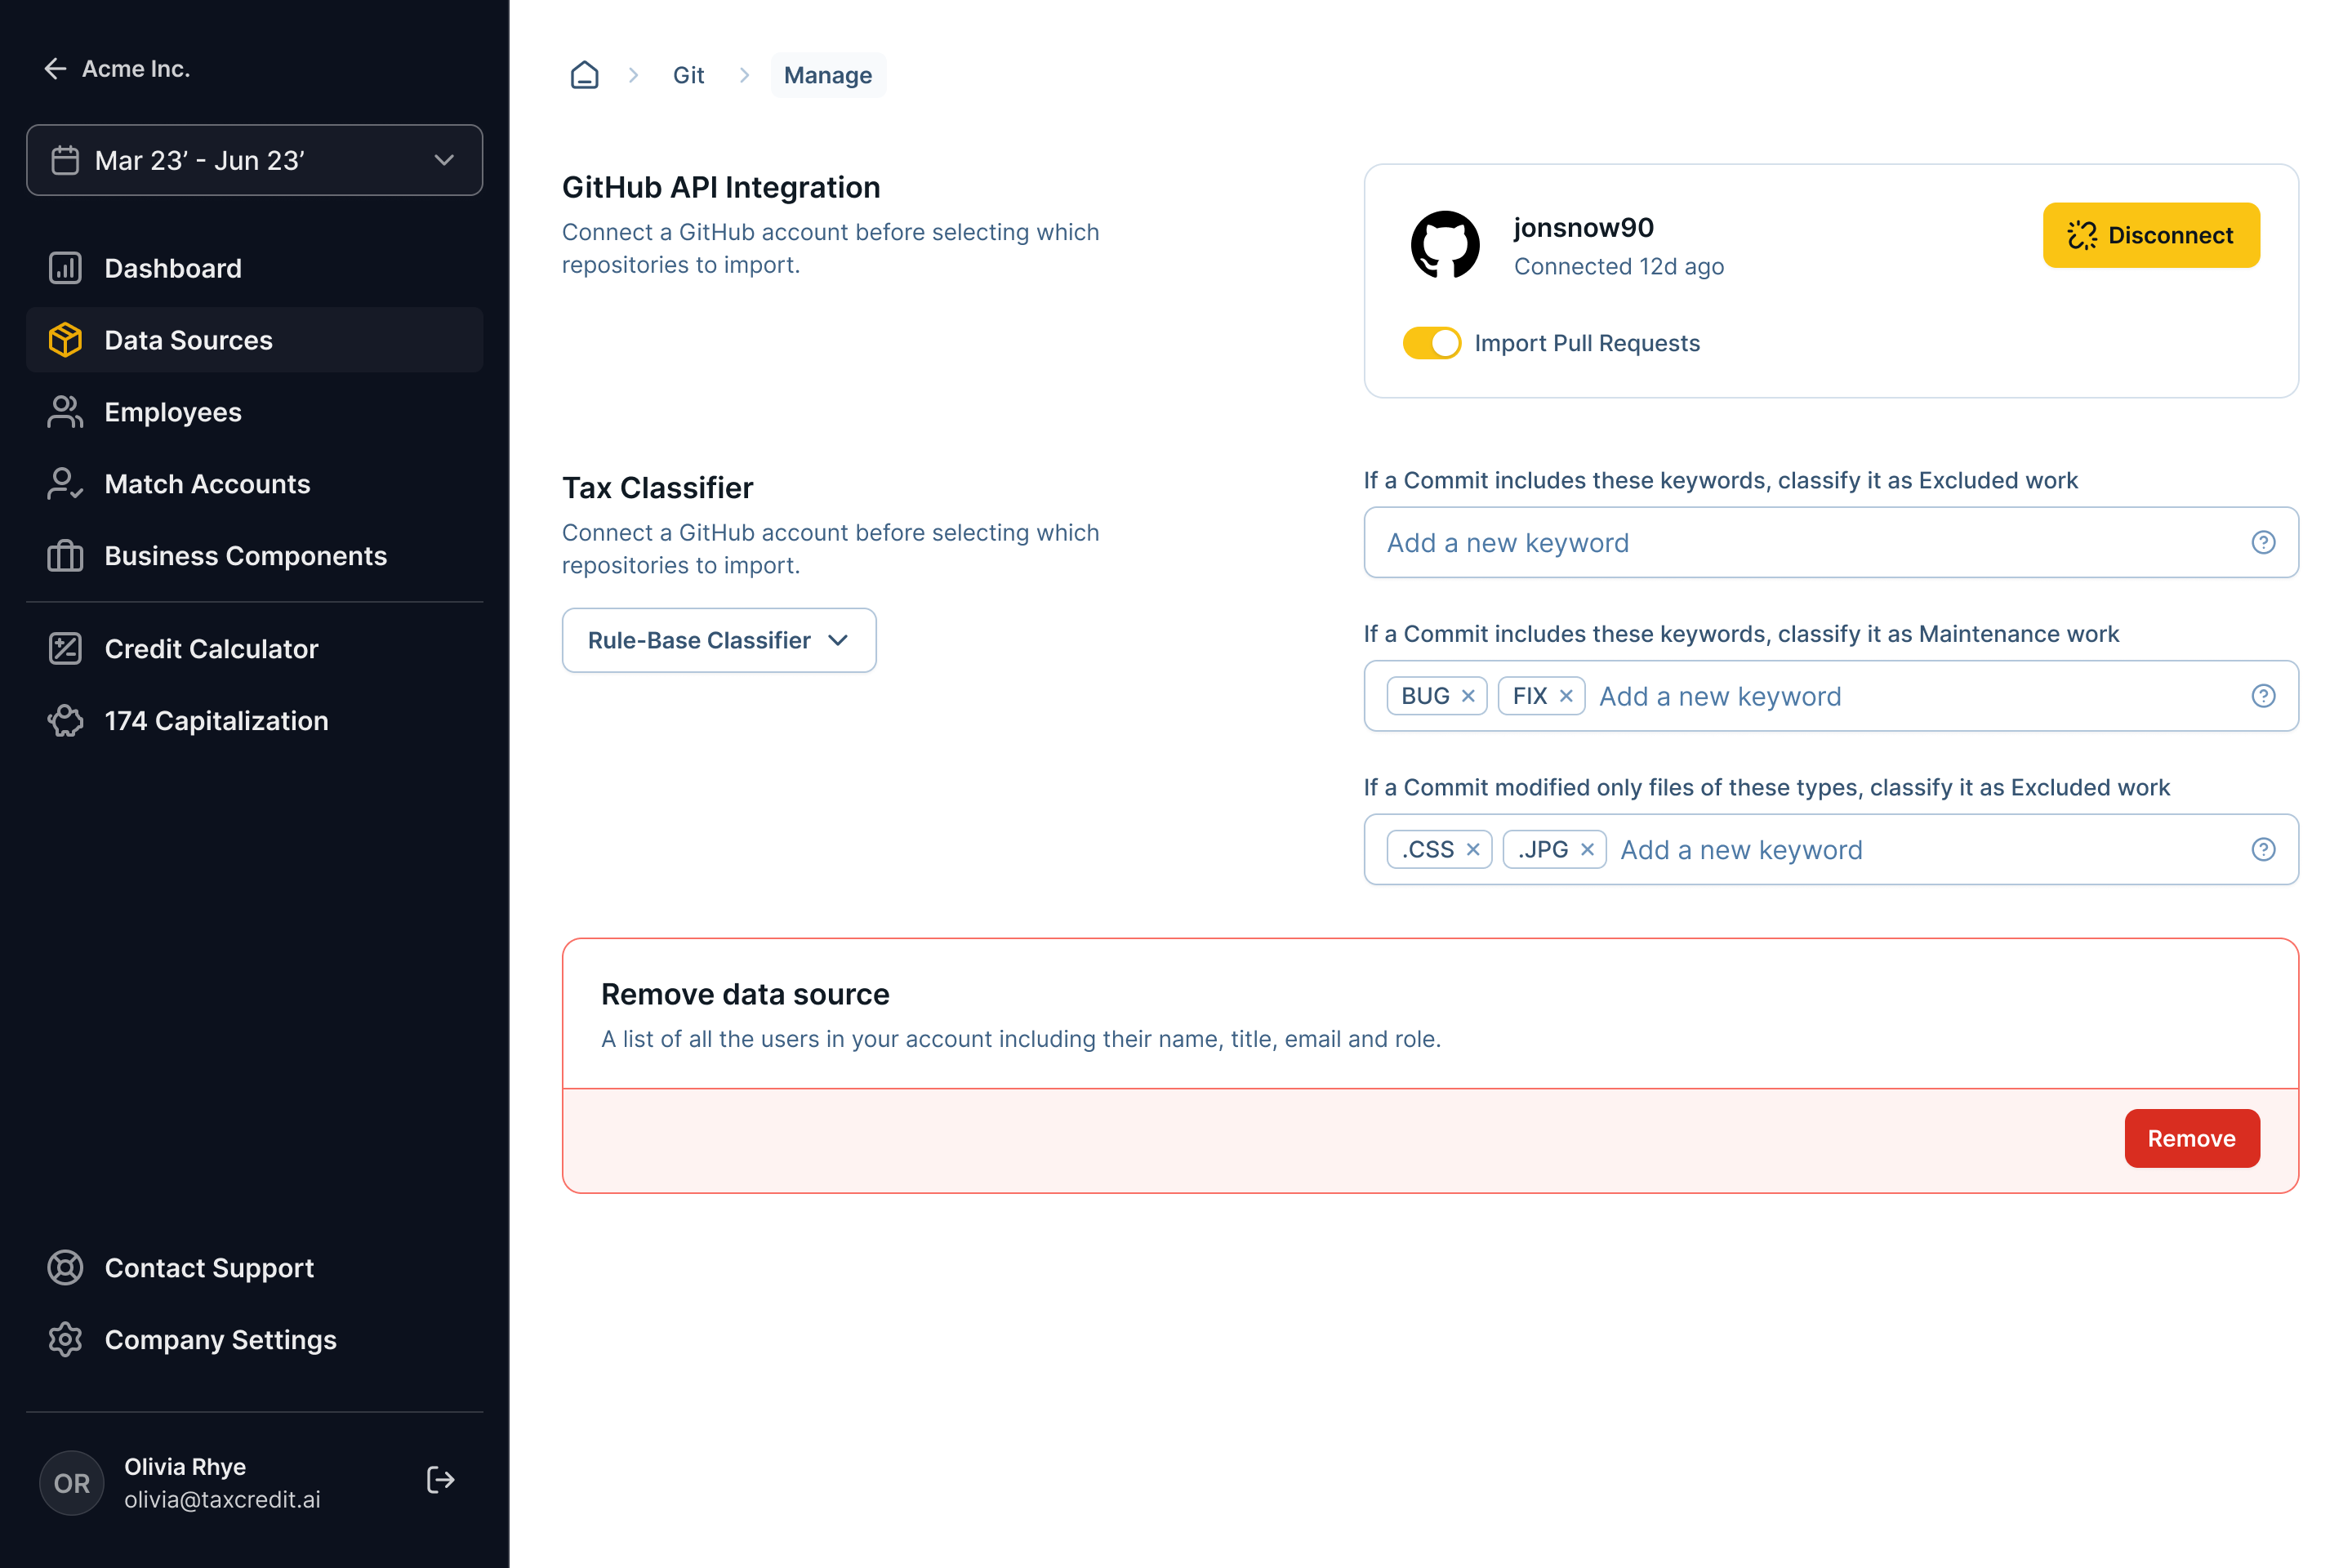 Acme Inc.
Mar 23’ - Jun 23’
Dashboard
Data Sources
Employees
Match Accounts
Business Components
Credit Calculator
174 Capitalization
Contact Support
Company Settings
OR
Olivia Rhye
olivia@taxcredit.ai
Git
Manage
GitHub API Integration
Connect a GitHub account before selecting which
repositories to import.
jonsnow90
Connected 12d ago
Disconnect
Import Pull Requests
Tax Classifier
Connect a GitHub account before selecting which
repositories to import.
Rule-Base Classifier
If a Commit includes these keywords, classify it as Excluded work
Add a new keyword
If a Commit includes these keywords, classify it as Maintenance work
BUG FIX Add a new keyword
If a Commit modified only files of these types, classify it as Excluded work
.CSS .JPG Add a new keyword
Remove data source
A list of all the users in your account including their name, title, email and role.
Remove